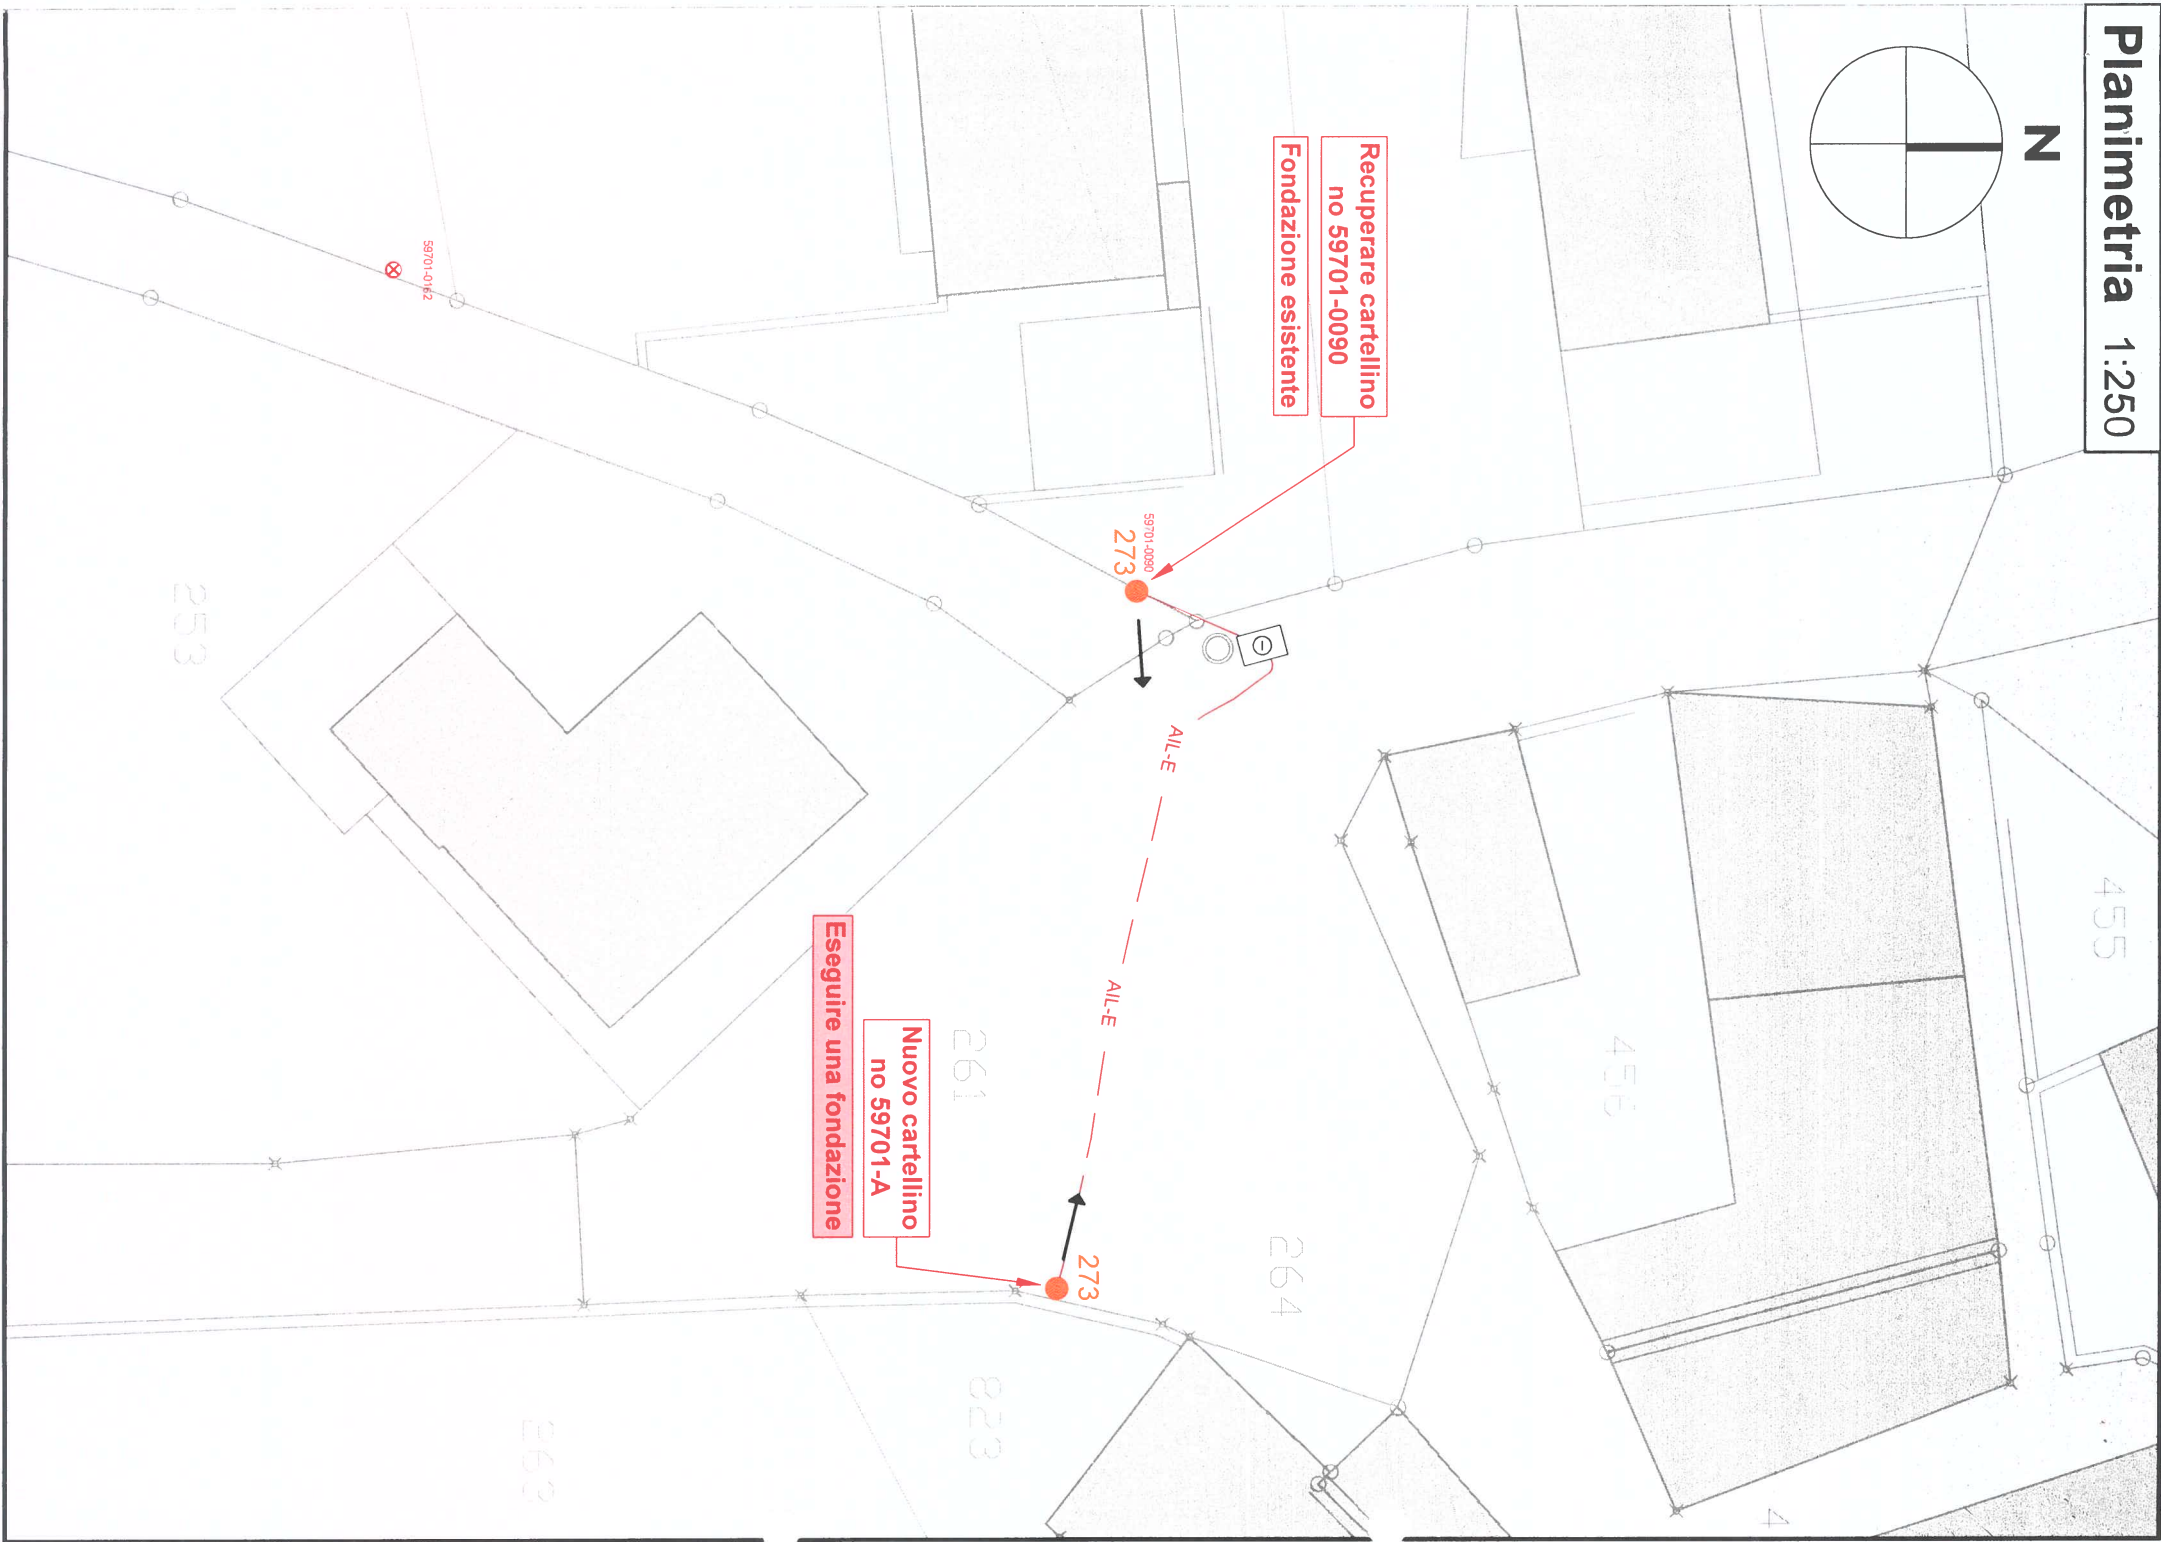 Planimetria 1:250
N
Recuperare cartellino
no 59701-0090
Fondazione esistente
59701-0162
59701-0090
273
AIL-E
AIL-E
455
456
253
261
Nuovo cartellino
no 59701-A
Eseguire una fondazione
273
264
823
263
4